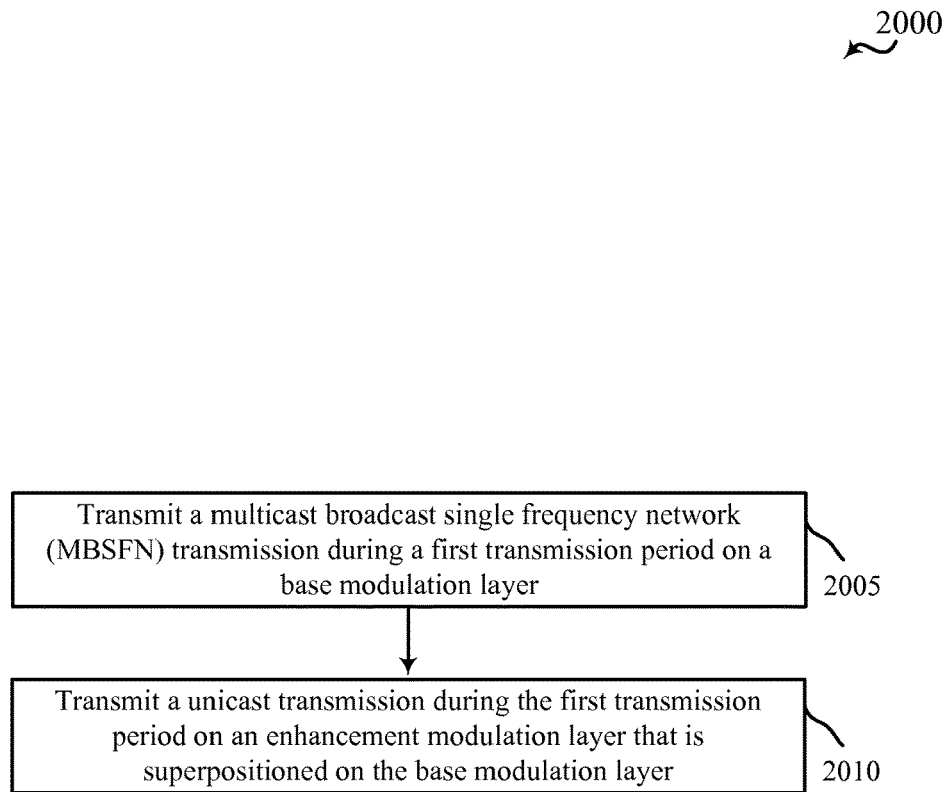 2000
Transmit a multicast broadcast single frequency network
(MBSFN) transmission during a first transmission period on a
base modulation layer
2005
Transmit a unicast transmission during the first transmission
period on an enhancement modulation layer that is
superpositioned on the base modulation layer
2010